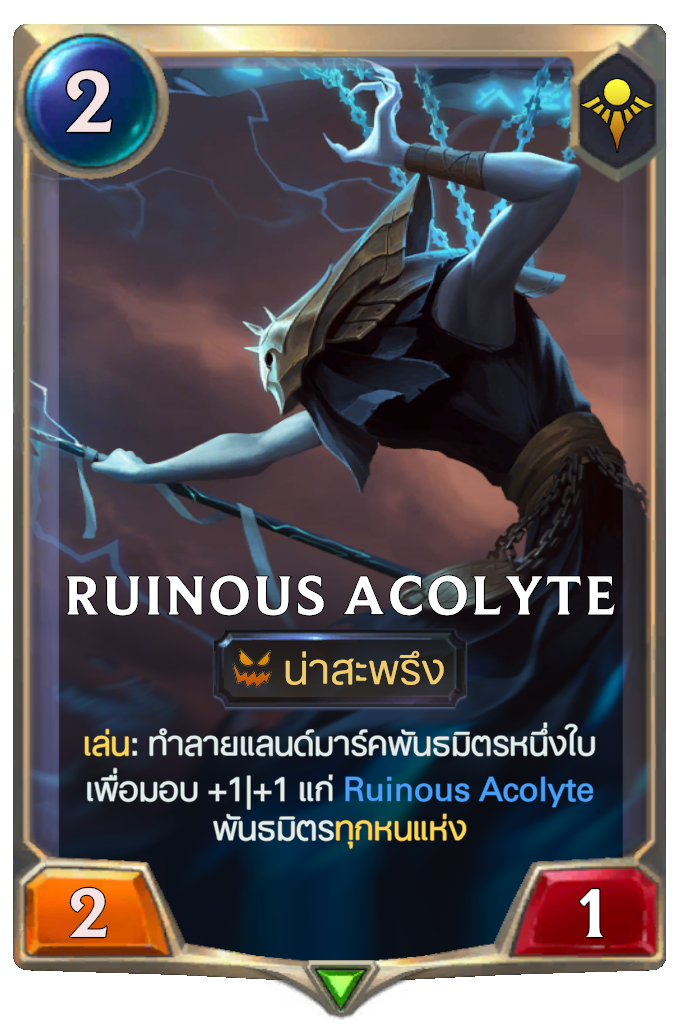 2
RUINOUS ACOLYTE
น่าสะพรึง
เล่น: ทำลายแลนด์มาร์คพันธมิตรหนึ่งใบ
เพื่อมอบ +1|+1 แก่ Ruinous Acolyte
พันธมิตรทุกหนแห่ง
2
1